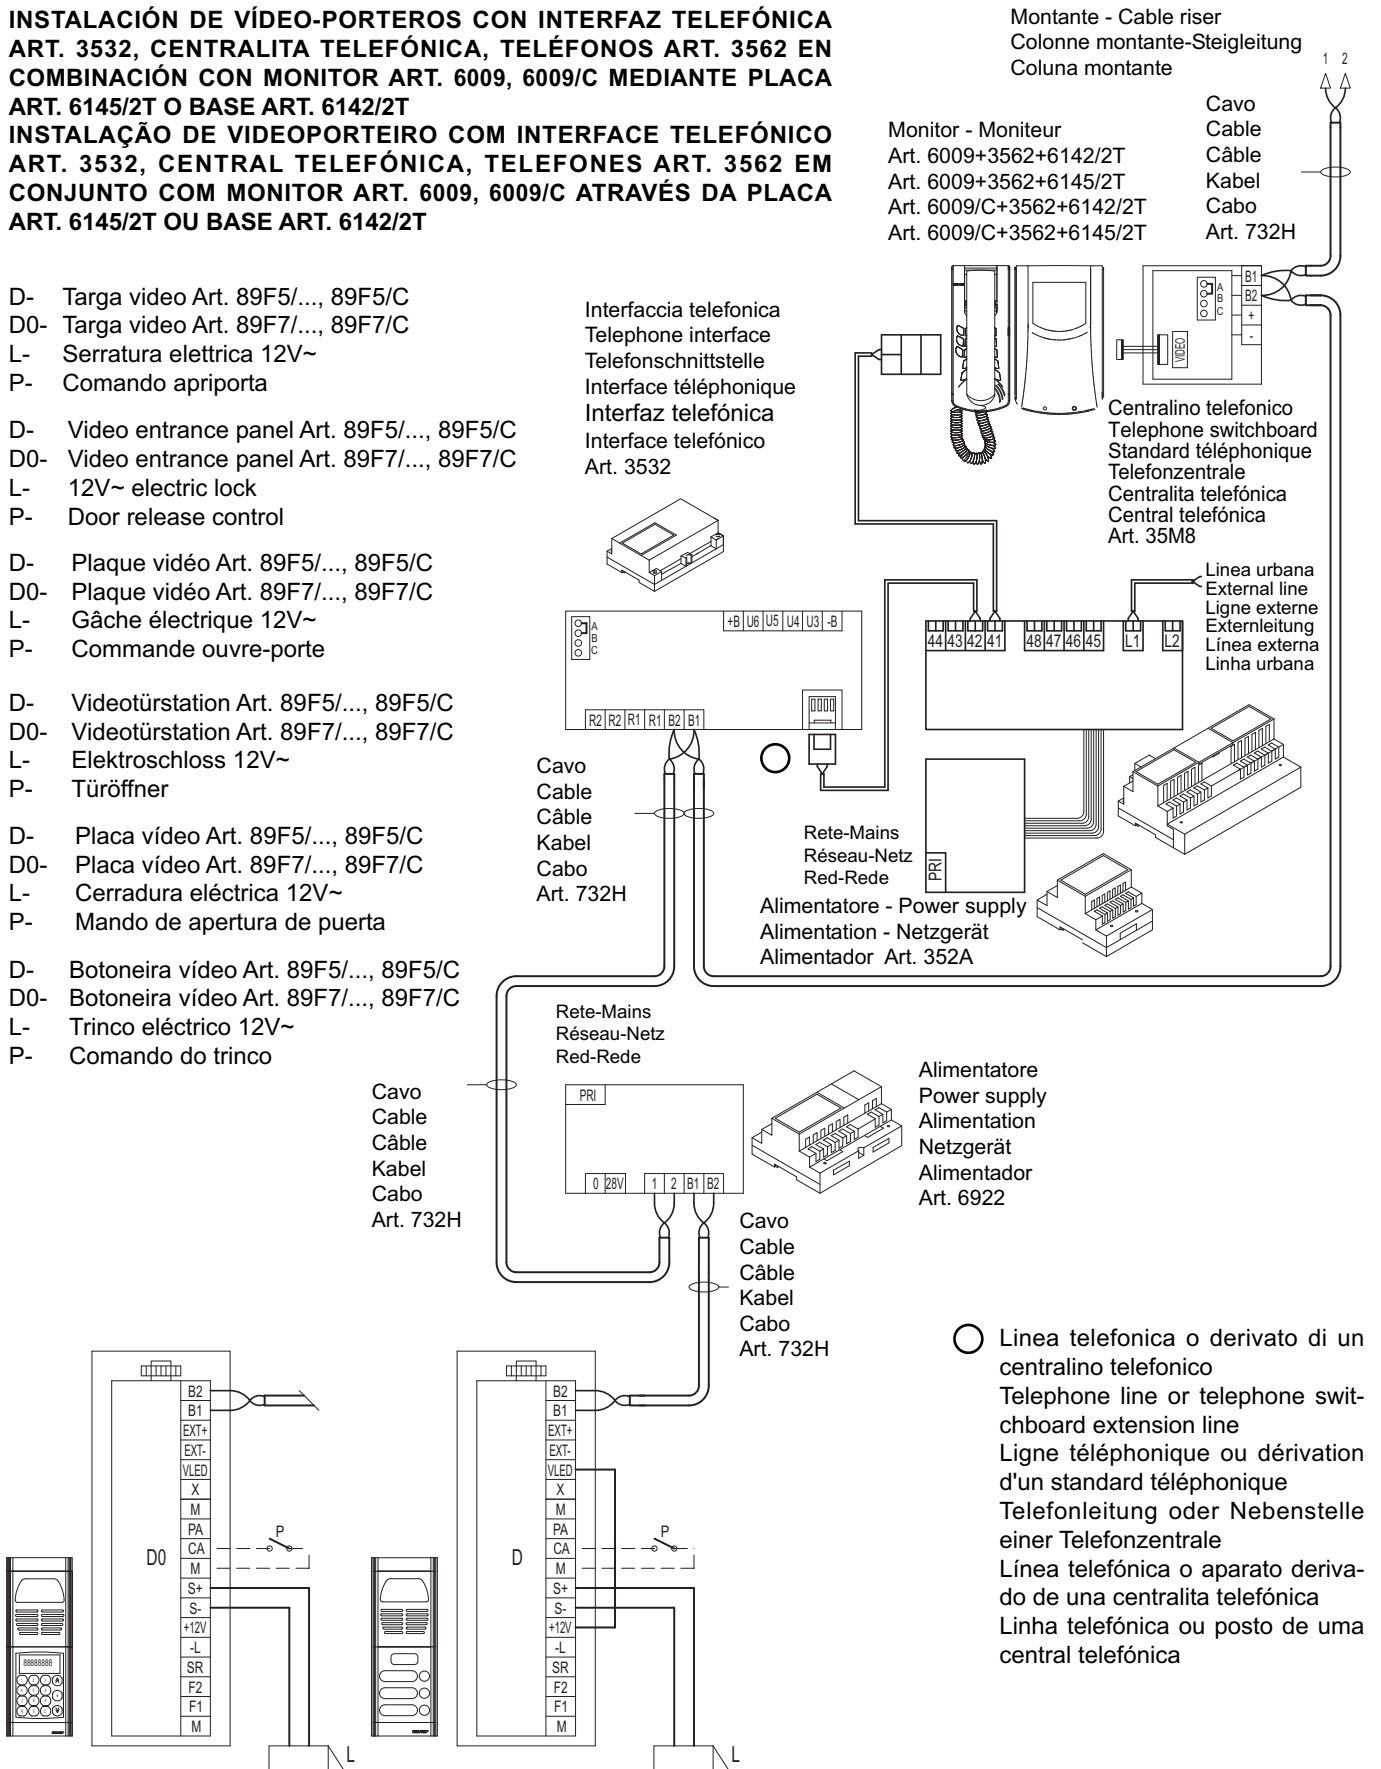 INSTALACIÓN DE VÍDEO-PORTEROS CON INTERFAZ TELEFÓNICA
ART. 3532, CENTRALITA TELEFÓNICA, TELÉFONOS ART. 3562 EN
COMBINACIÓN CON MONITOR ART. 6009, 6009/C MEDIANTE PLACA
ART. 6145/2T O BASE ART. 6142/2T
INSTALAÇÃO DE VIDEOPORTEIRO COM INTERFACE TELEFÓNICO
ART. 3532, CENTRAL TELEFÓNICA, TELEFONES ART. 3562 EM
CONJUNTO COM MONITOR ART. 6009, 6009/C ATRAVÉS DA PLACA
ART. 6145/2T OU BASE ART. 6142/2T
Montante - Cable riser
Colonne montante-Steigleitung
Coluna montante
1 2
Cavo
Cable
Câble
Kabel
Cabo
Art. 732H
Monitor - Moniteur
Art. 6009+3562+6142/2T
Art. 6009+3562+6145/2T
Art. 6009/C+3562+6142/2T
Art. 6009/C+3562+6145/2T
D- Targa video Art. 89F5/..., 89F5/C
D0- Targa video Art. 89F7/..., 89F7/C
L- Serratura elettrica 12V~
P- Comando apriporta
D- Video entrance panel Art. 89F5/..., 89F5/C
D0- Video entrance panel Art. 89F7/..., 89F7/C
L- 12V~ electric lock
P- Door release control
D- Plaque vidéo Art. 89F5/..., 89F5/C
D0- Plaque vidéo Art. 89F7/..., 89F7/C
L- Gâche électrique 12V~
P- Commande ouvre-porte
D- Videotürstation Art. 89F5/..., 89F5/C
D0- Videotürstation Art. 89F7/..., 89F7/C
L- Elektroschloss 12V~
P- Türöffner
D- Placa vídeo Art. 89F5/..., 89F5/C
D0- Placa vídeo Art. 89F7/..., 89F7/C
L- Cerradura eléctrica 12V~
P- Mando de apertura de puerta
D- Botoneira vídeo Art. 89F5/..., 89F5/C
D0- Botoneira vídeo Art. 89F7/..., 89F7/C
L- Trinco eléctrico 12V~
P- Comando do trinco
Interfaccia telefonica
Telephone interface
Telefonschnittstelle
Interface téléphonique
Interfaz telefónica
Interface telefónico
Art. 3532
A
B
C
B1
B2
+
-
VIDEO
Centralino telefonico
Telephone switchboard
Standard téléphonique
Telefonzentrale
Centralita telefónica
Central telefónica
Art. 35M8
Linea urbana
External line
Ligne externe
Externleitung
Línea externa
Linha urbana
A
B
C
+B U6 U5 U4 U3 -B
R2 R2 R1 R1 B2 B1
44 43 42 41 48 47 46 45 L1 L2
Cavo
Cable
Câble
Kabel
Cabo
Art. 732H
Rete-Mains
Réseau-Netz
Red-Rede
PRI
Alimentatore - Power supply
Alimentation - Netzgerät
Alimentador Art. 352A
Rete-Mains
Réseau-Netz
Red-Rede
PRI
0 28V 1 2 B1 B2
Alimentatore
Power supply
Alimentation
Netzgerät
Alimentador
Art. 6922
Cavo
Cable
Câble
Kabel
Cabo
Art. 732H
Cavo
Cable
Câble
Kabel
Cabo
Art. 732H
D0
B2
B1
EXT+
EXT-
VLED
X
M
PA
CA
M
S+
S-
+12V
-L
SR
F2
F1
M
P
L
88888888
D
B2
B1
EXT+
EXT-
VLED
X
M
PA
CA
M
S+
S-
+12V
-L
SR
F2
F1
M
P
L
Linea telefonica o derivato di un
centralino telefonico
Telephone line or telephone swit-
chboard extension line
Ligne téléphonique ou dérivation
d'un standard téléphonique
Telefonleitung oder Nebenstelle
einer Telefonzentrale
Línea telefónica o aparato deriva-
do de una centralita telefónica
Linha telefónica ou posto de uma
central telefónica